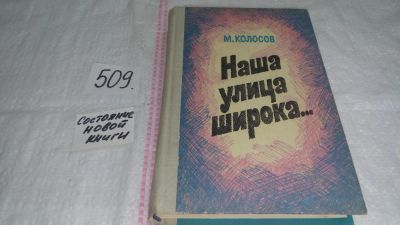 509.
СОСТОЯНИЕ
НОВОЙ
КНИГИ
М.КОЛОСОВ
Наша
улица
широка...